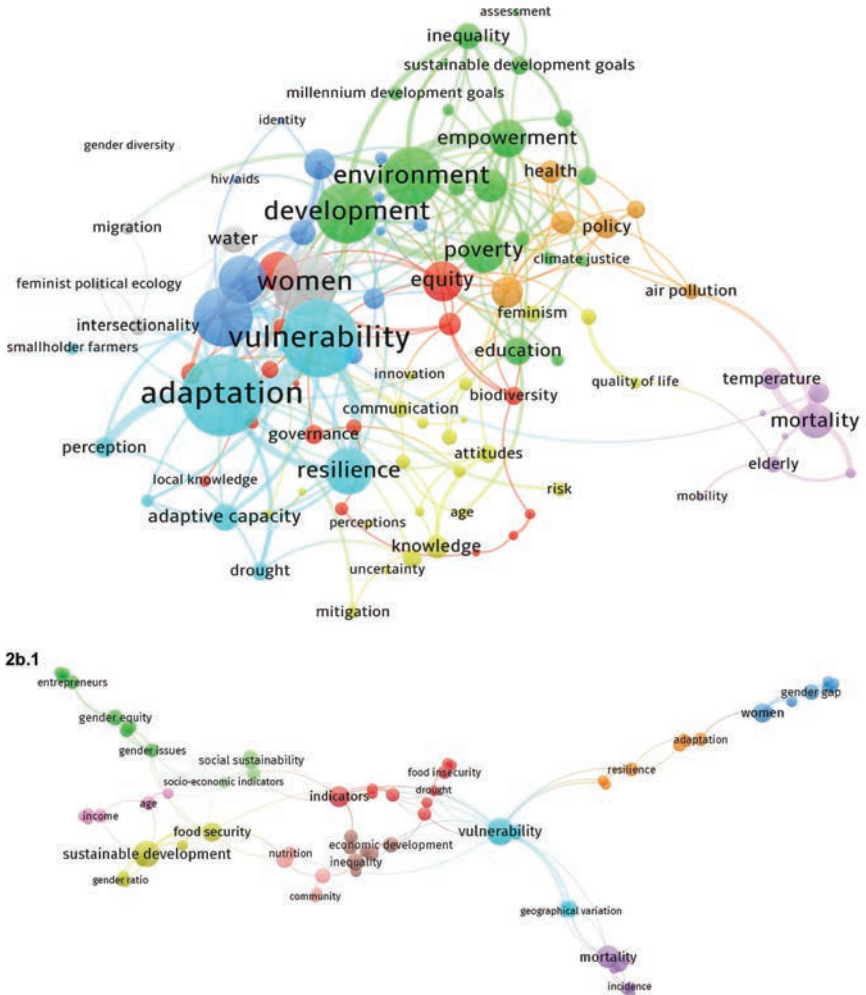 assessment
inequality
sustainable development goals
millennium development goals
identity
empowerment
gender diversity
environment
health
hiv/aids
development
migration
water
policy
poverty
climate justice
women
equity
feminist political ecology
air pollution
feminism
intersectionality
vulnerability
smallholder farmers
education
innovation
temperature
quality of life
adaptation
biodiversity
communication
mortality
governance
perception
attitudes
resilience
elderly
local knowledge
risk
mobility
age
adaptive capacity
perceptions
knowledge
drought
uncertainty
mitigation
2b.1
entrepreneurs
gender gap
women
gender equity
adaptation
gender issues
social sustainability
resilience
food insecurity
socio-economic indicators
drought
indicators
age
income
food security
vulnerability
economic development
sustainable development
nutrition
inequality
gender ratio
community
geographical variation
mortality
incidence